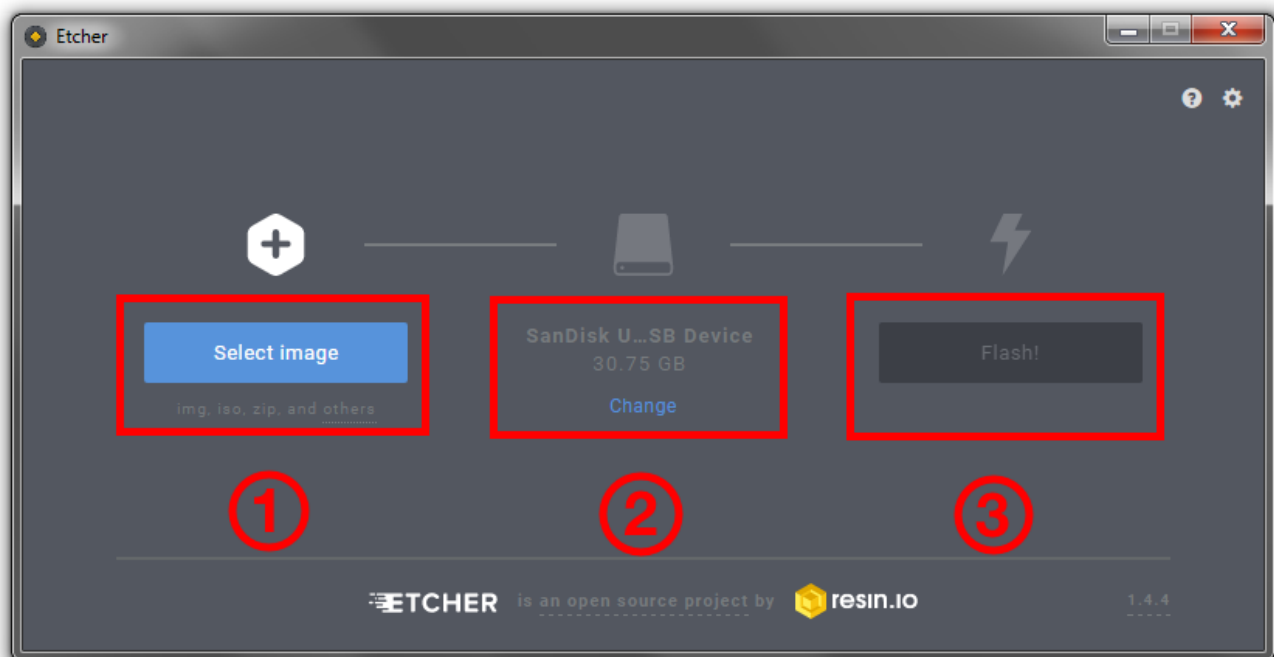 Etcher
Select image
img, iso, zip, and others
SanDisk U...SB Device
30.75 GB
Change
Flash!
①
②
③
ETCHER is an open source project by resin.io
1.4.4